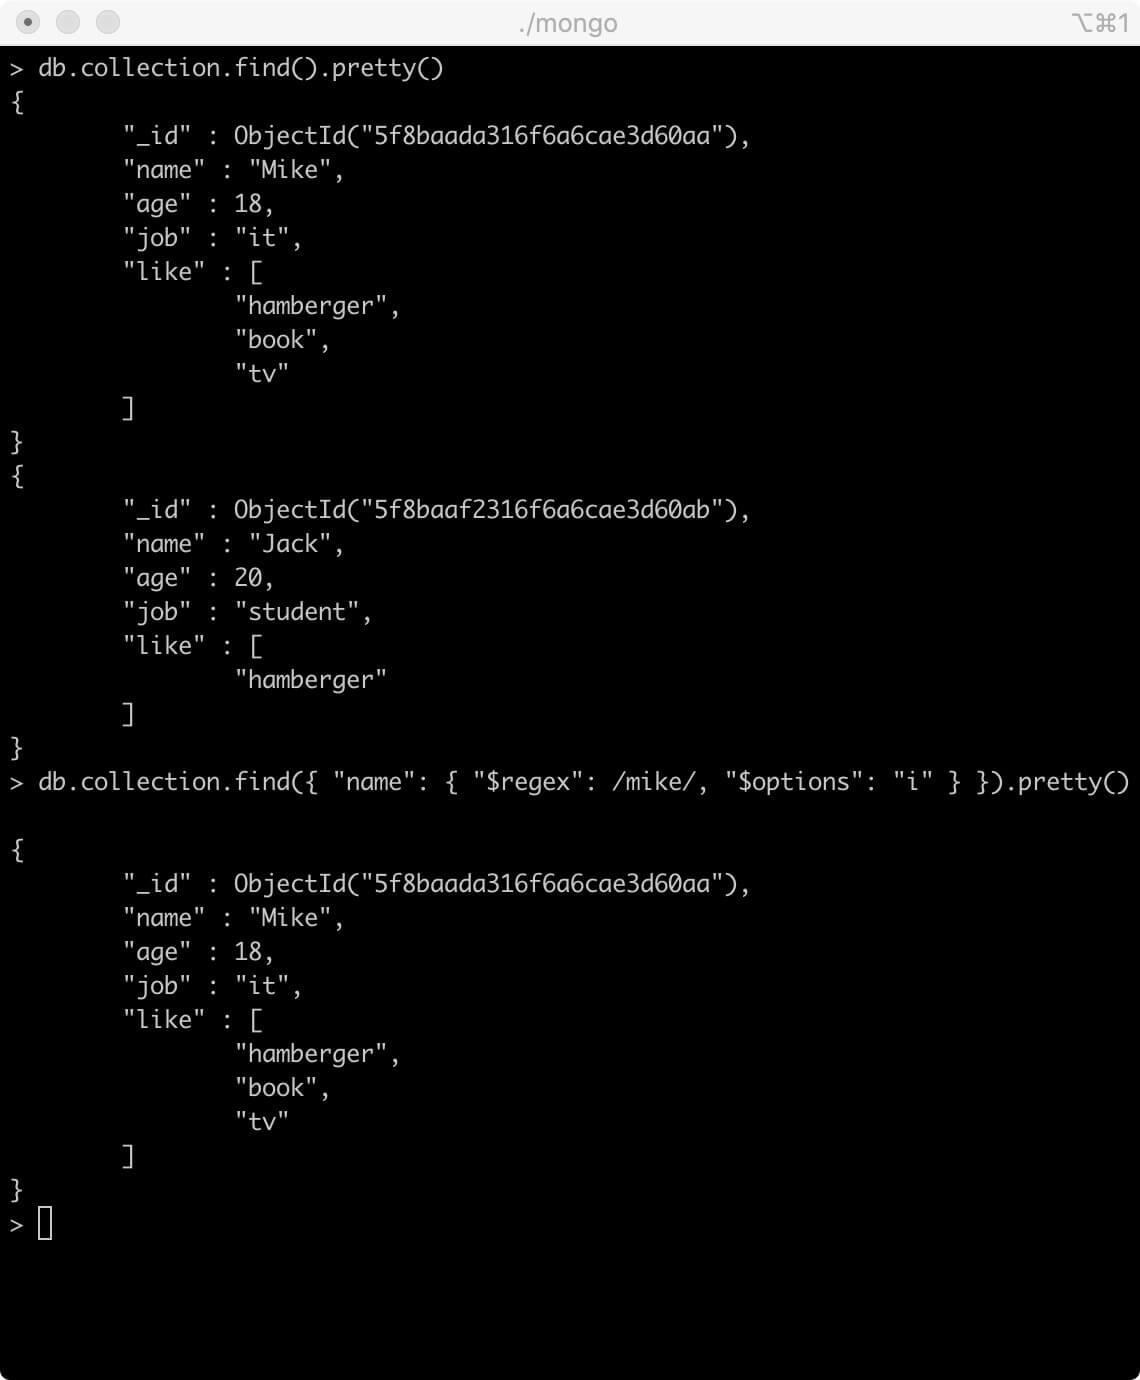 ./mongo
⌥⌘1
> db.collection.find().pretty()
{
"_id" : ObjectId("5f8baada316f6a6cae3d60aa"),
"name" : "Mike",
"age" : 18,
"job" : "it",
"like" : [
"hamberger",
"book",
"tv"
]
}
{
"_id" : ObjectId("5f8baaf2316f6a6cae3d60ab"),
"name" : "Jack",
"age" : 20,
"job" : "student",
"like" : [
"hamberger"
]
}
> db.collection.find({ "name": { "$regex": /mike/, "$options": "i" } }).pretty()
{
"_id" : ObjectId("5f8baada316f6a6cae3d60aa"),
"name" : "Mike",
"age" : 18,
"job" : "it",
"like" : [
"hamberger",
"book",
"tv"
]
}
>